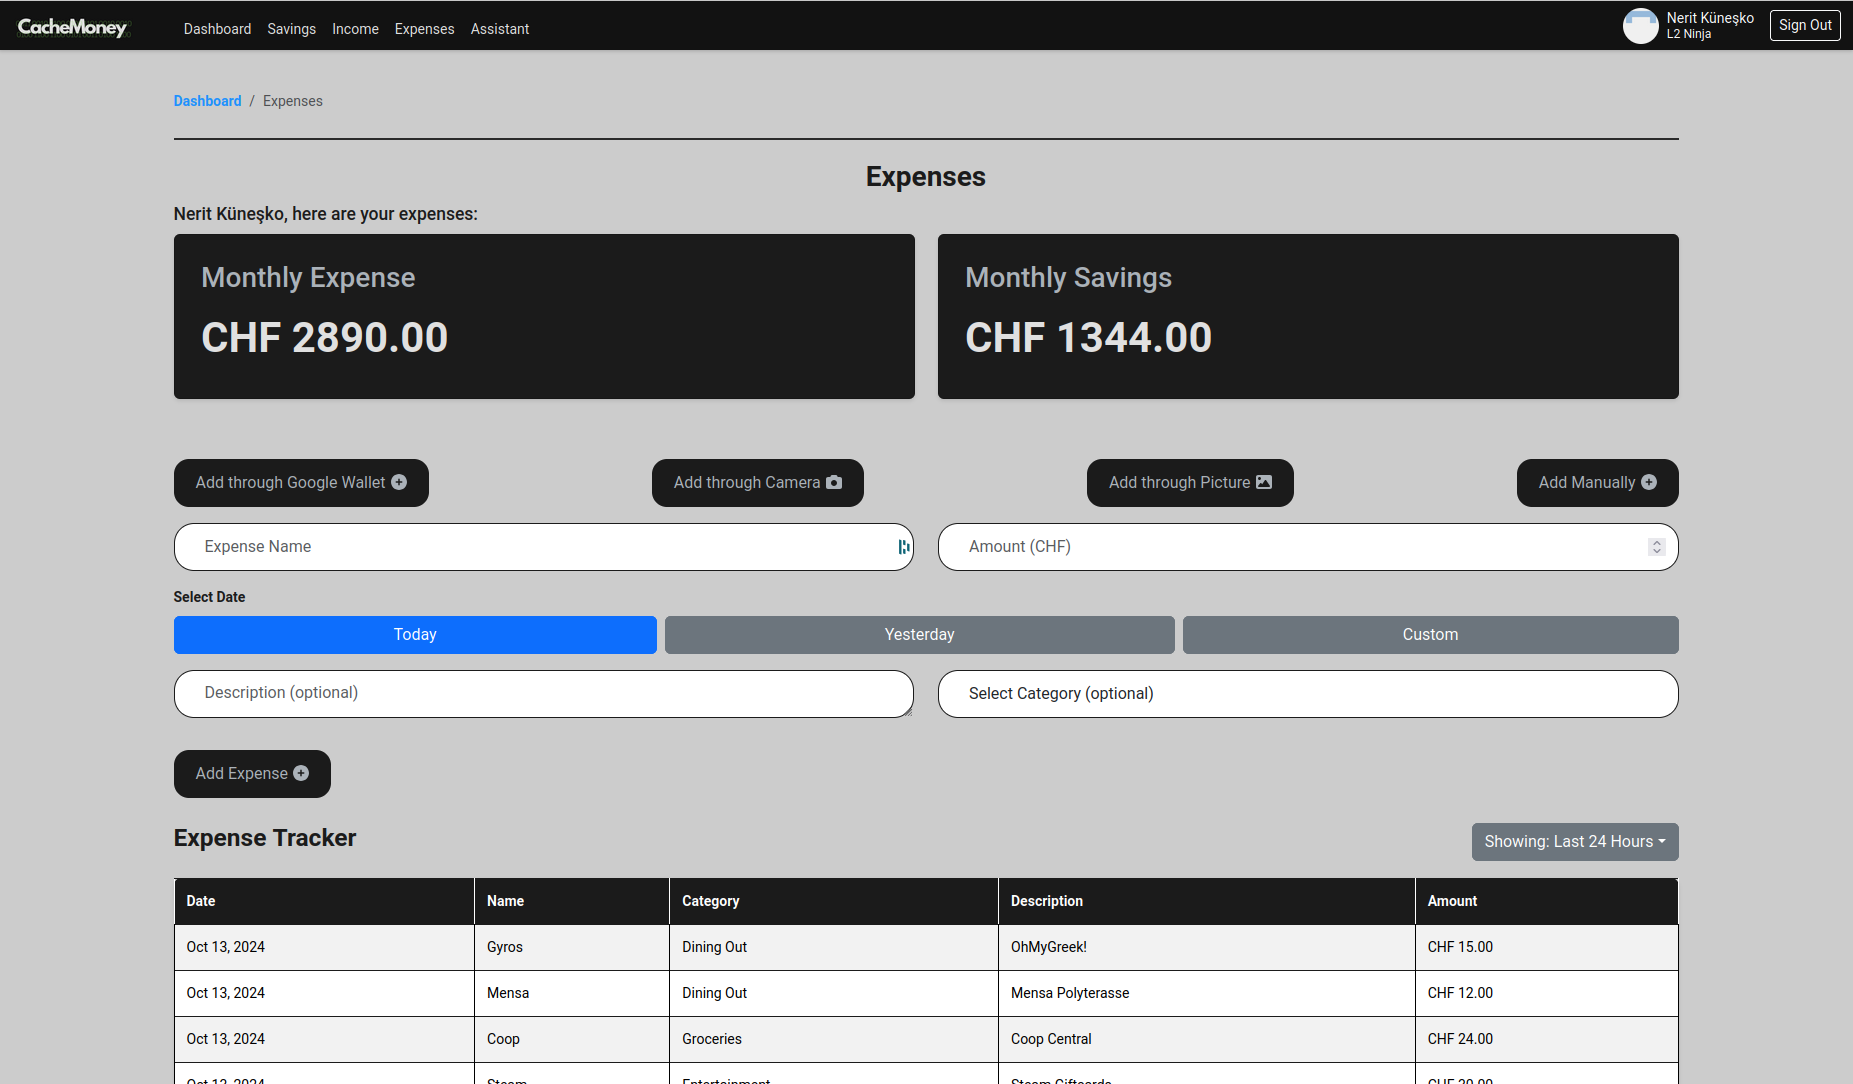 CacheMoney Dashboard Savings Income Expenses Assistant Nerit Küneşko Sign Out
L2 Ninja
Dashboard / Expenses
Expenses
Nerit Küneşko, here are your expenses:
Monthly Expense Monthly Savings
CHF 2890.00 CHF 1344.00
Add through Google Wallet Add through Camera Add through Picture Add Manually
Expense Name Amount (CHF)
Select Date
Today Yesterday Custom
Description (optional) Select Category (optional)
Add Expense
Expense Tracker Showing: Last 24 Hours
Date Name Category Description Amount
Oct 13, 2024 Gyros Dining Out OhMyGreek! CHF 15.00
Oct 13, 2024 Mensa Dining Out Mensa Polyterasse CHF 12.00
Oct 13, 2024 Coop Groceries Coop Central CHF 24.00